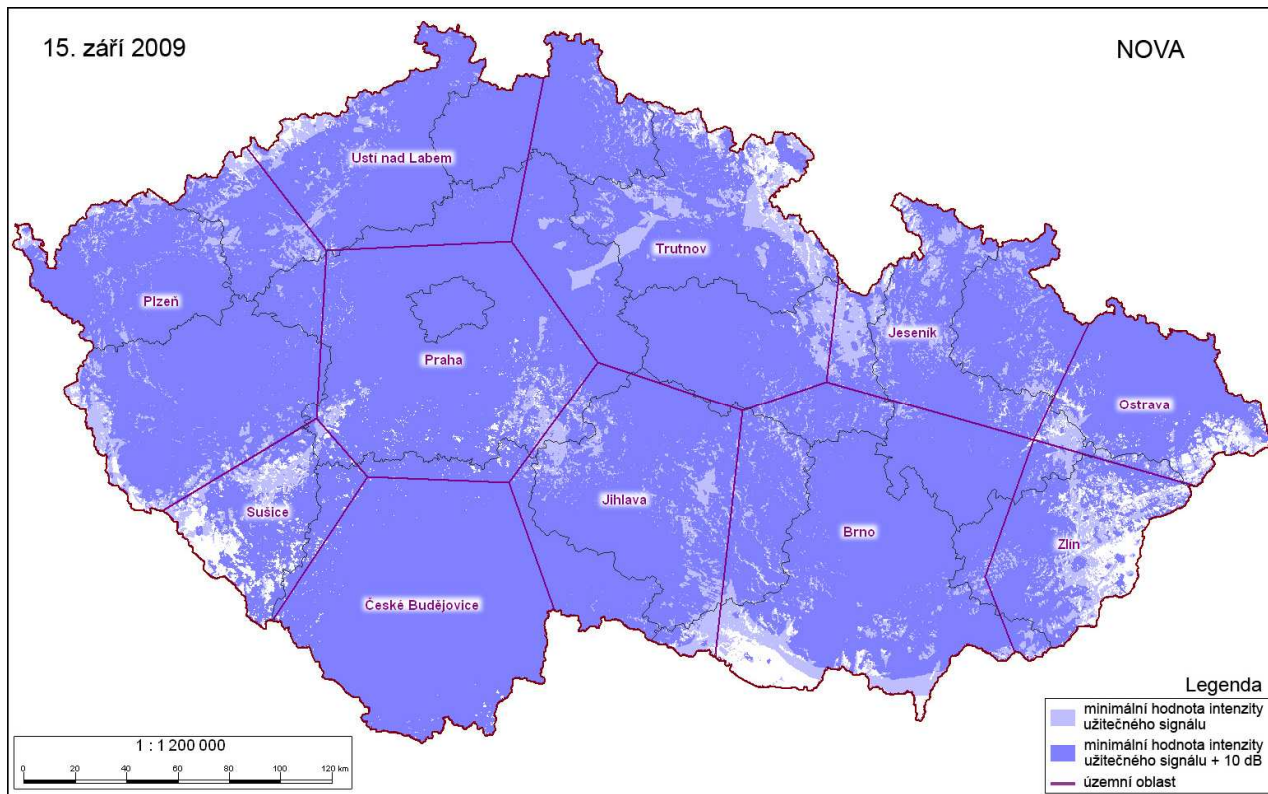 15. září 2009
NOVA
Ustí nad Labem
Trutnov
Plzeň
Jeseník
Praha
Ostrava
Sušice
Jihlava
Brno
Zlín
České Budějovice
Legenda
minimální hodnota intenzity
užitečného signálu
minimální hodnota intenzity
užitečného signálu + 10 dB
územní oblast
1 : 1 200 000
0 20 40 60 80 100 120 km